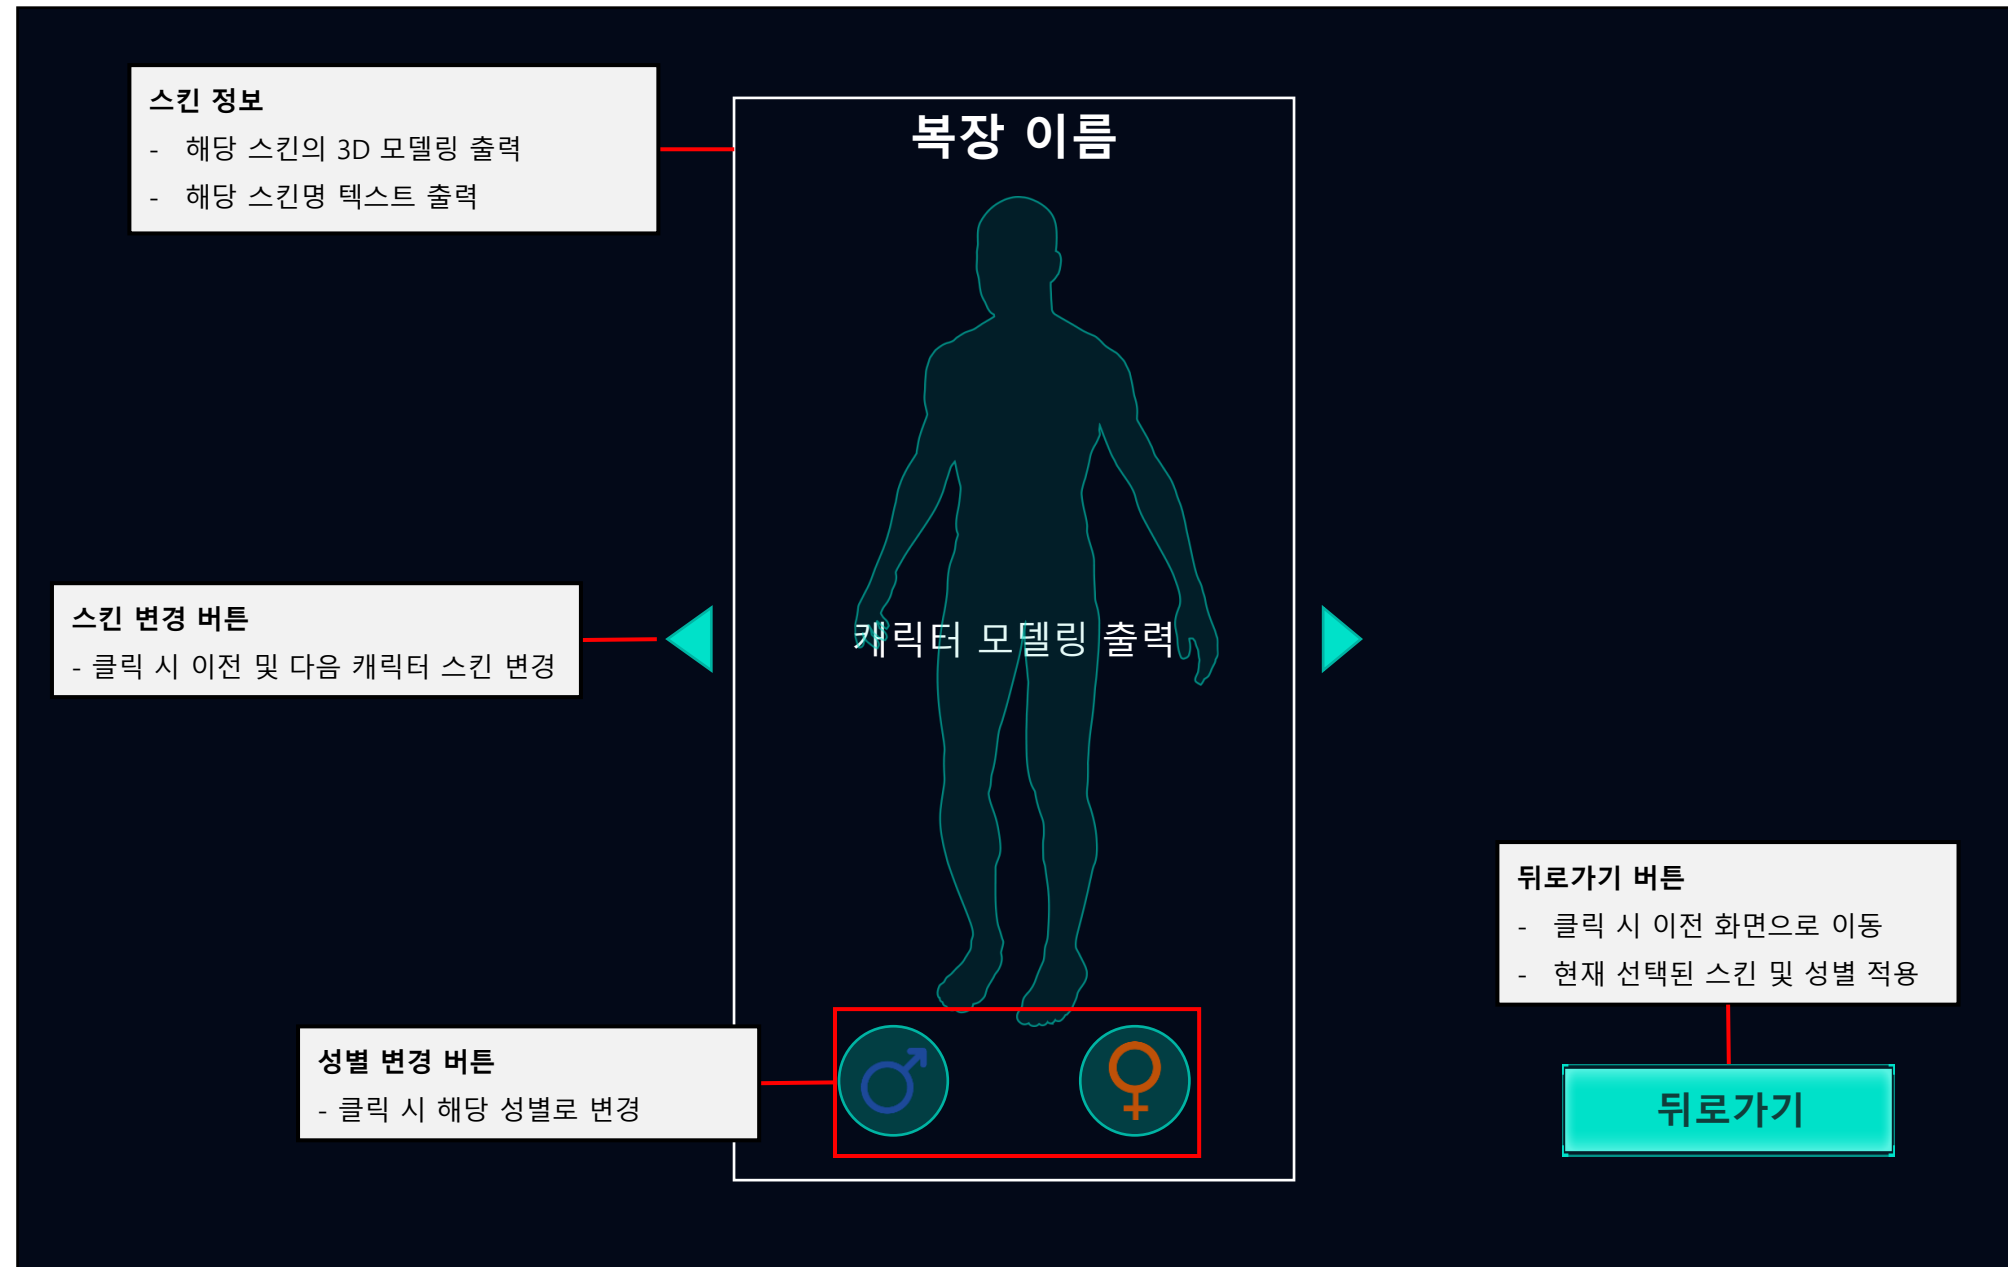 스킨 정보
- 해당 스킨의 3D 모델링 출력
- 해당 스킨명 텍스트 출력
복장 이름
스킨 변경 버튼
- 클릭 시 이전 및 다음 캐릭터 스킨 변경
캐릭터 모델링 출력
뒤로가기 버튼
- 클릭 시 이전 화면으로 이동
- 현재 선택된 스킨 및 성별 적용
성별 변경 버튼
- 클릭 시 해당 성별로 변경
뒤로가기